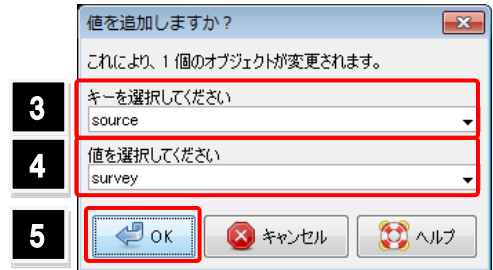 値を追加しますか？
これにより、1 個のオブジェクトが変更されます。
3
キーを選択してください
source
4
値を選択してください
survey
5
OK
キャンセル
ヘルプ